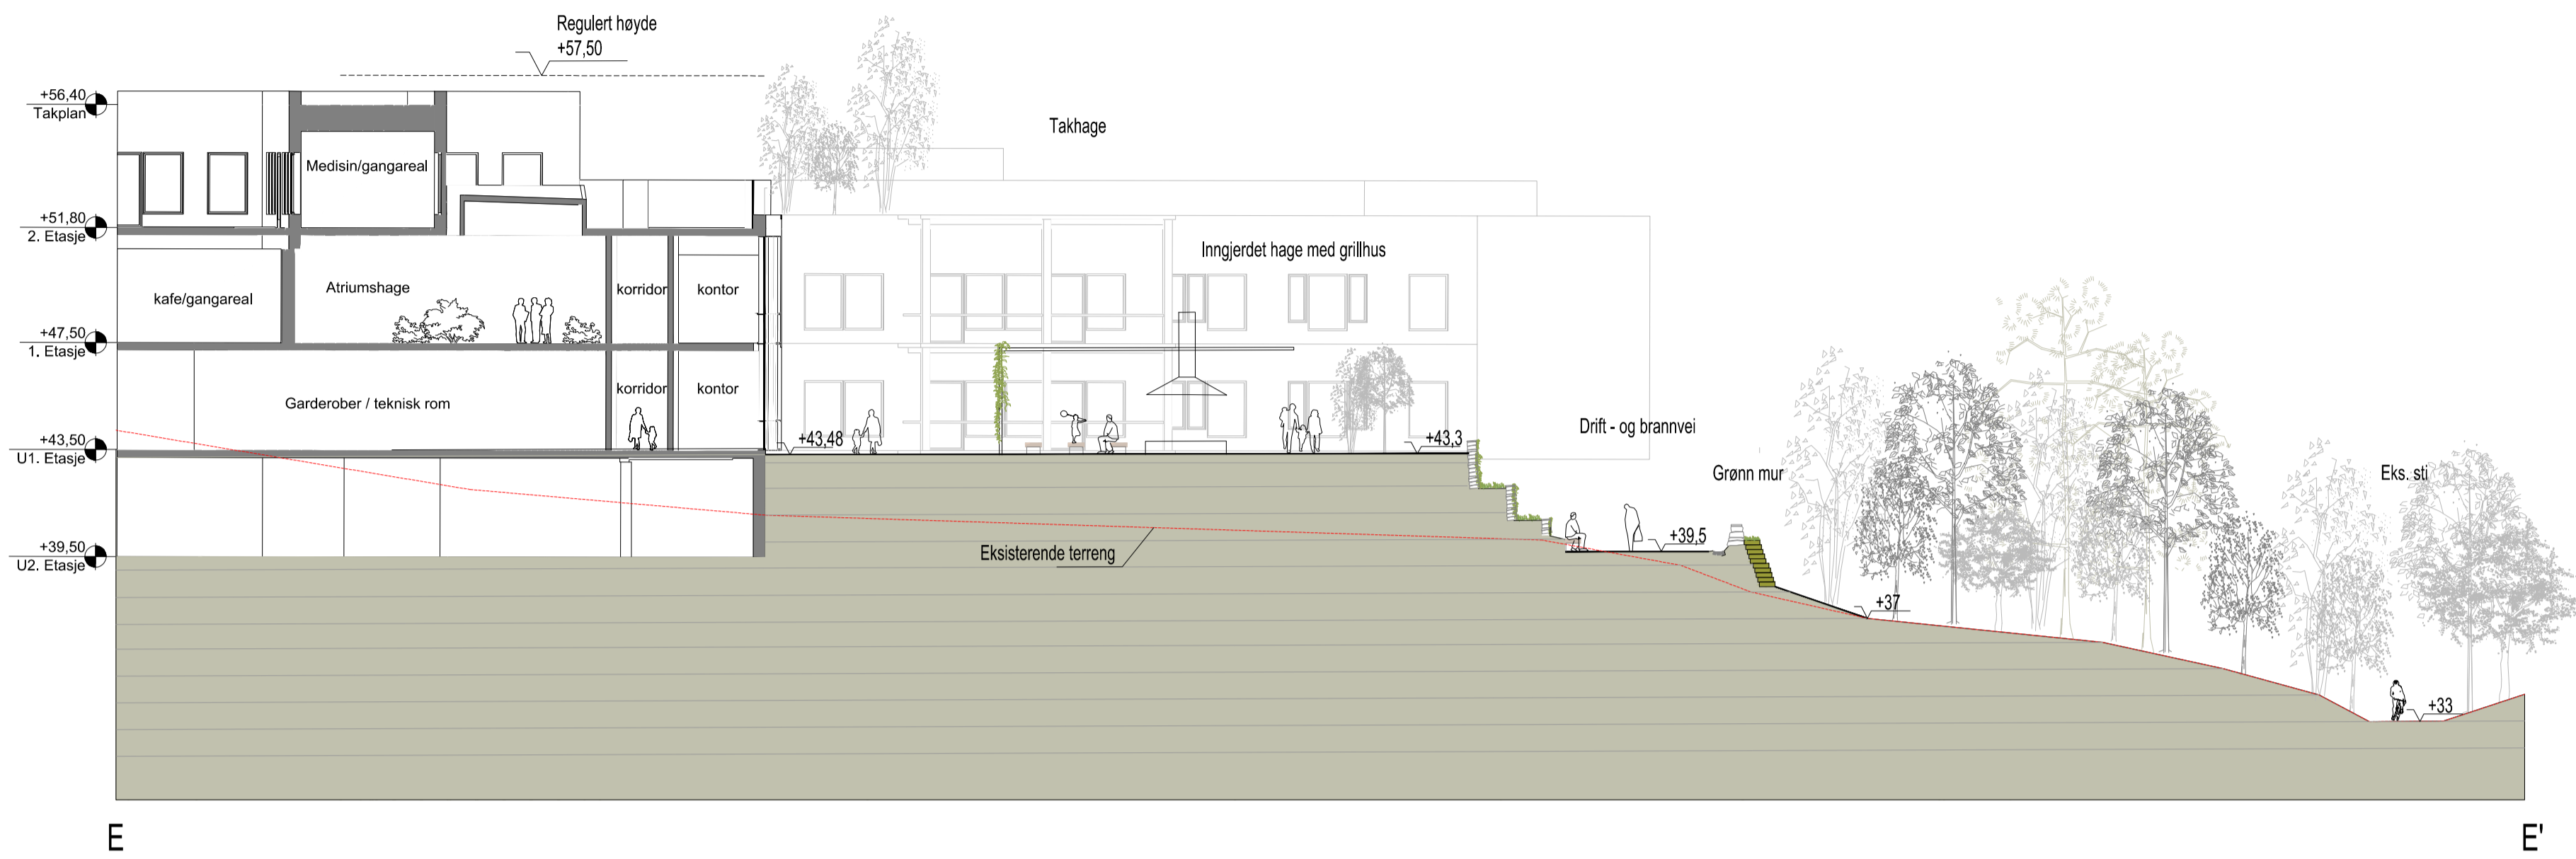 Regulert høyde
+57,50
+56,40
Takplan
Takhage
Medisin/gangareal
+51,80
2. Etasje
Inngjerdet hage med grillhus
kafe/gangareal
Atriumshage
korridor
kontor
+47,50
1. Etasje
Garderober / teknisk rom
korridor
kontor
+43,50
U1. Etasje
+43,48
+43,3
Drift - og brannvei
Grønn mur
Eks. sti
+39,50
U2. Etasje
Eksisterende terreng
+39,5
+37
+33
E
E'